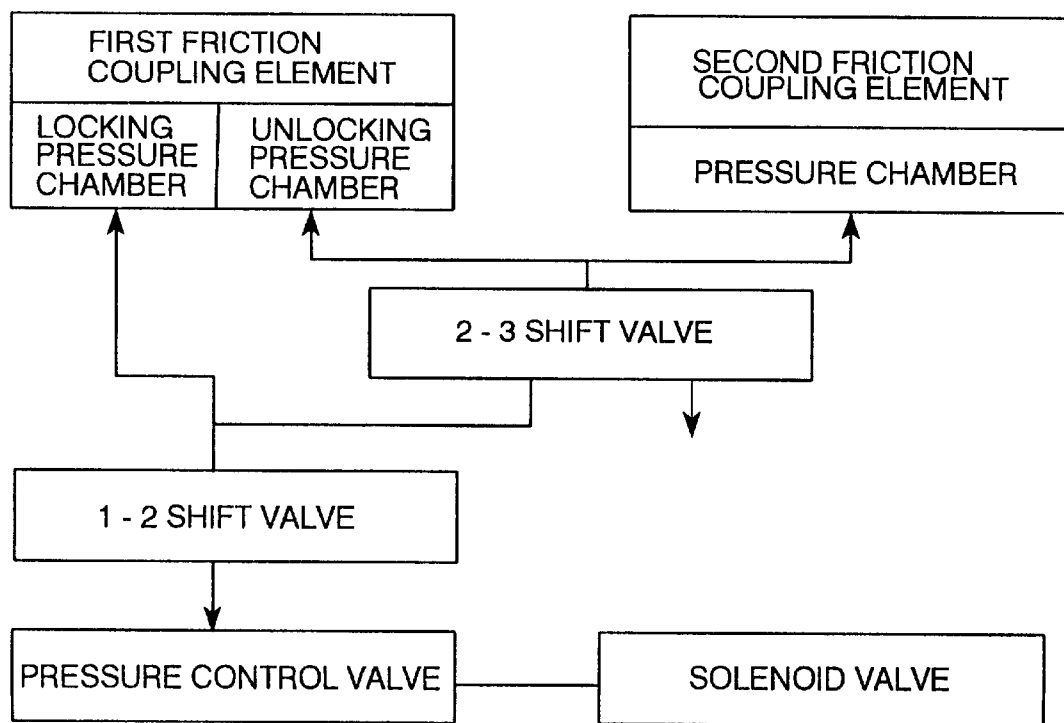 FIRST FRICTION
COUPLING ELEMENT
LOCKING
PRESSURE
CHAMBER
UNLOCKING
PRESSURE
CHAMBER
SECOND FRICTION
COUPLING ELEMENT
PRESSURE CHAMBER
2 - 3 SHIFT VALVE
1 - 2 SHIFT VALVE
PRESSURE CONTROL VALVE
SOLENOID VALVE